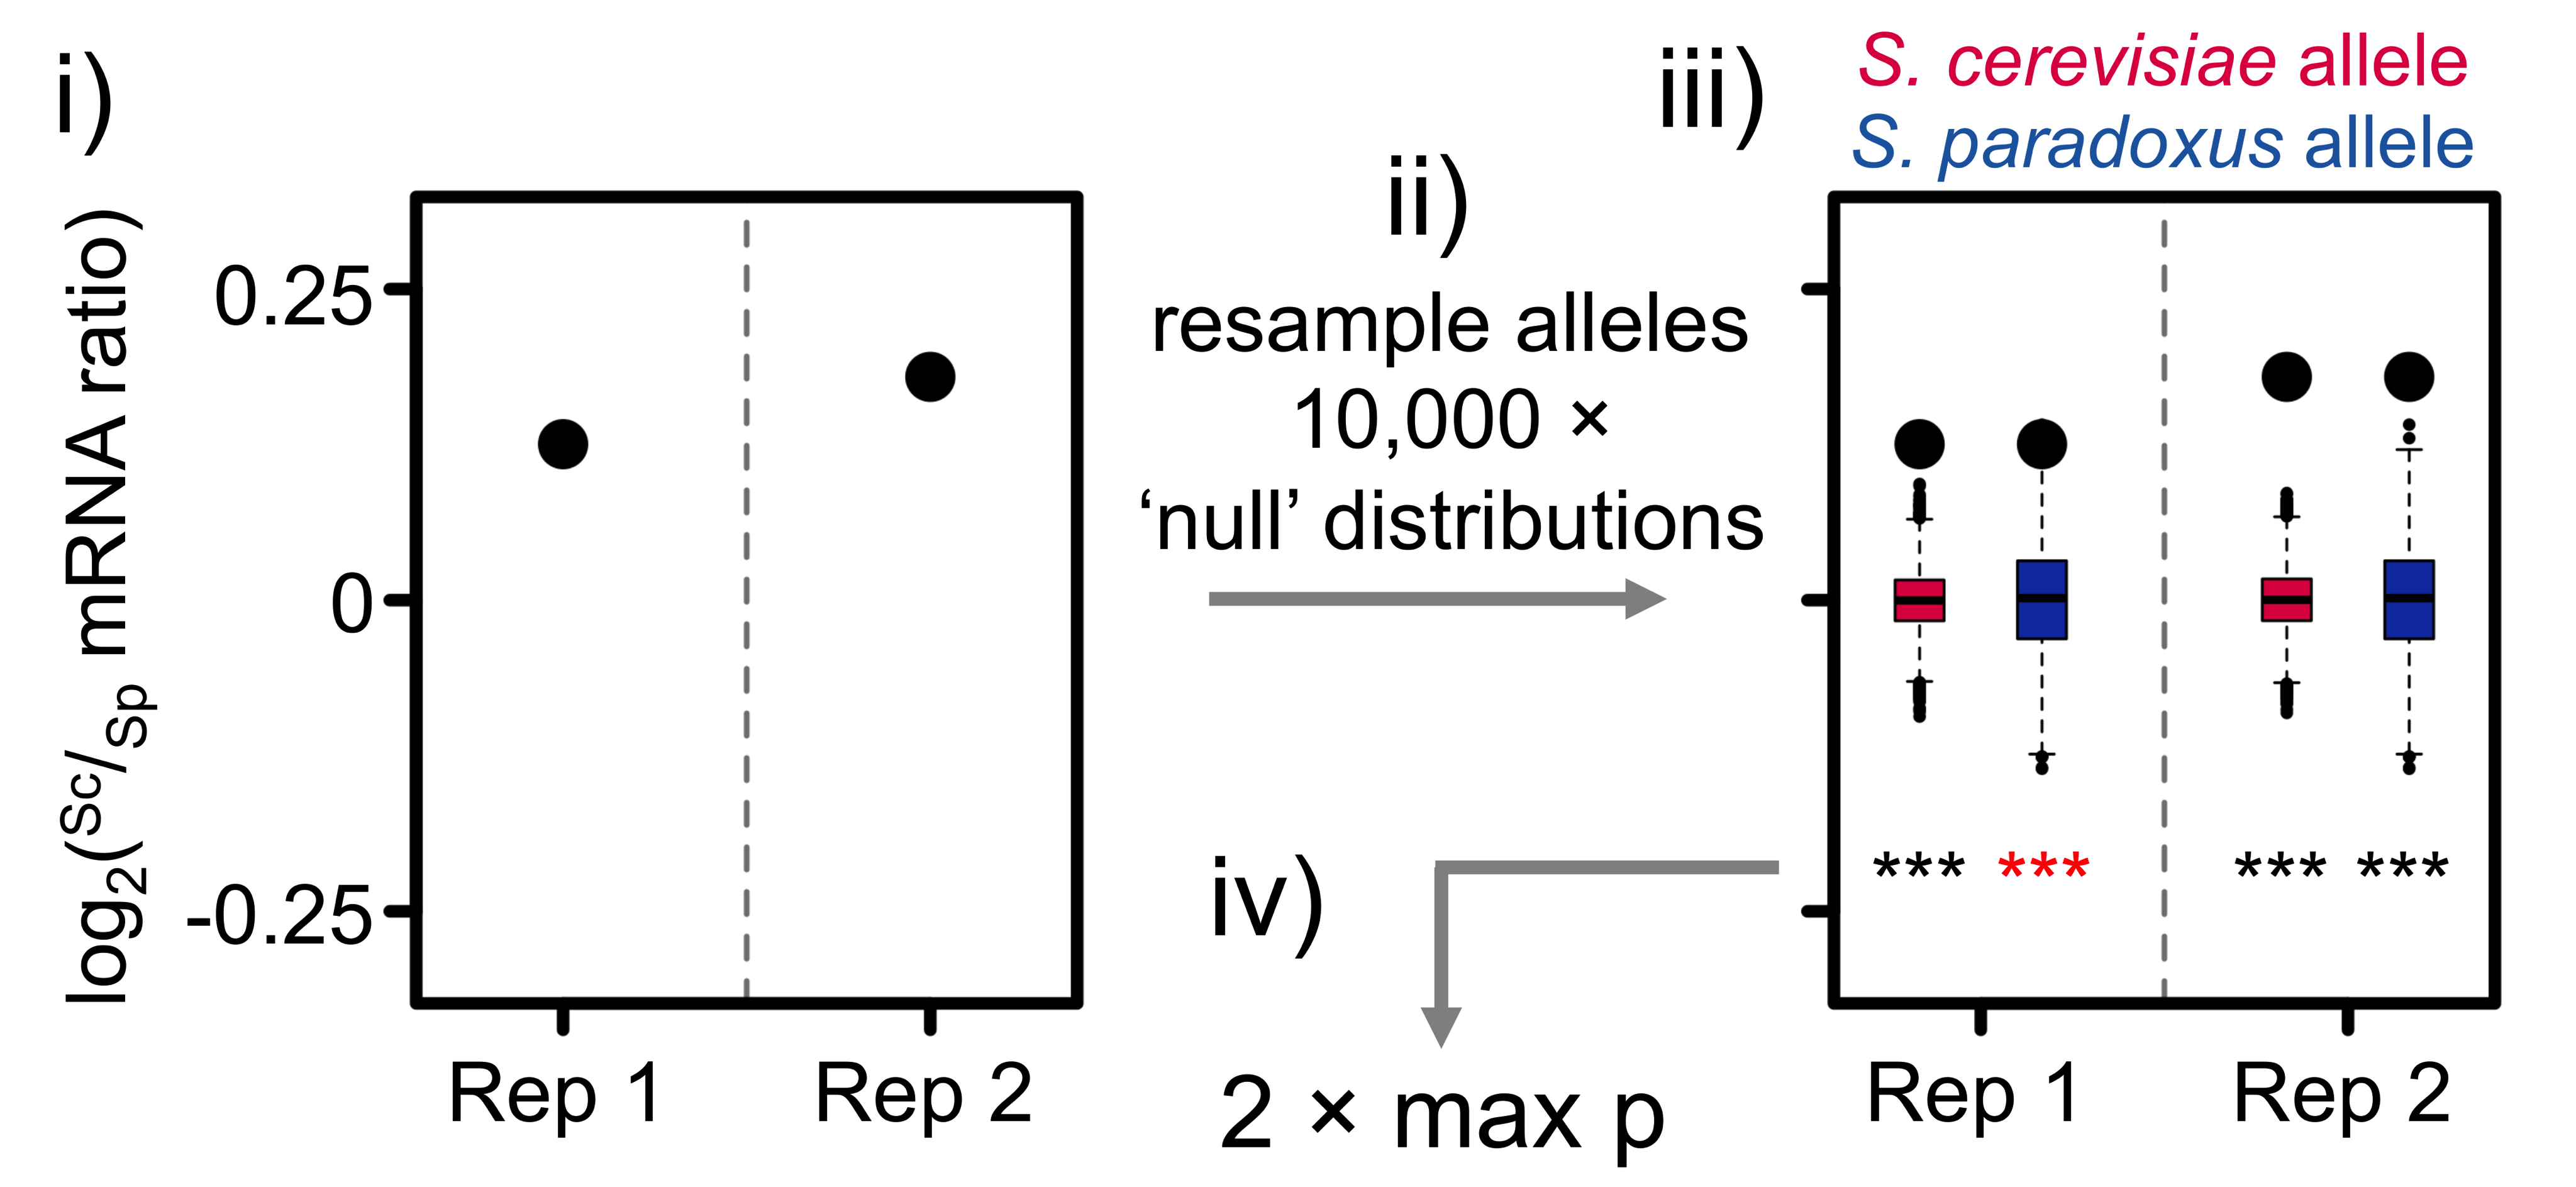 i)
log₂(Sc/Sp mRNA ratio)
0.25
0
-0.25
Rep 1
Rep 2
ii)
resample alleles
10,000 ×
‘null’ distributions
iii)
S. cerevisiae allele
S. paradoxus allele
*** *** *** ***
Rep 1
Rep 2
iv)
2 × max p